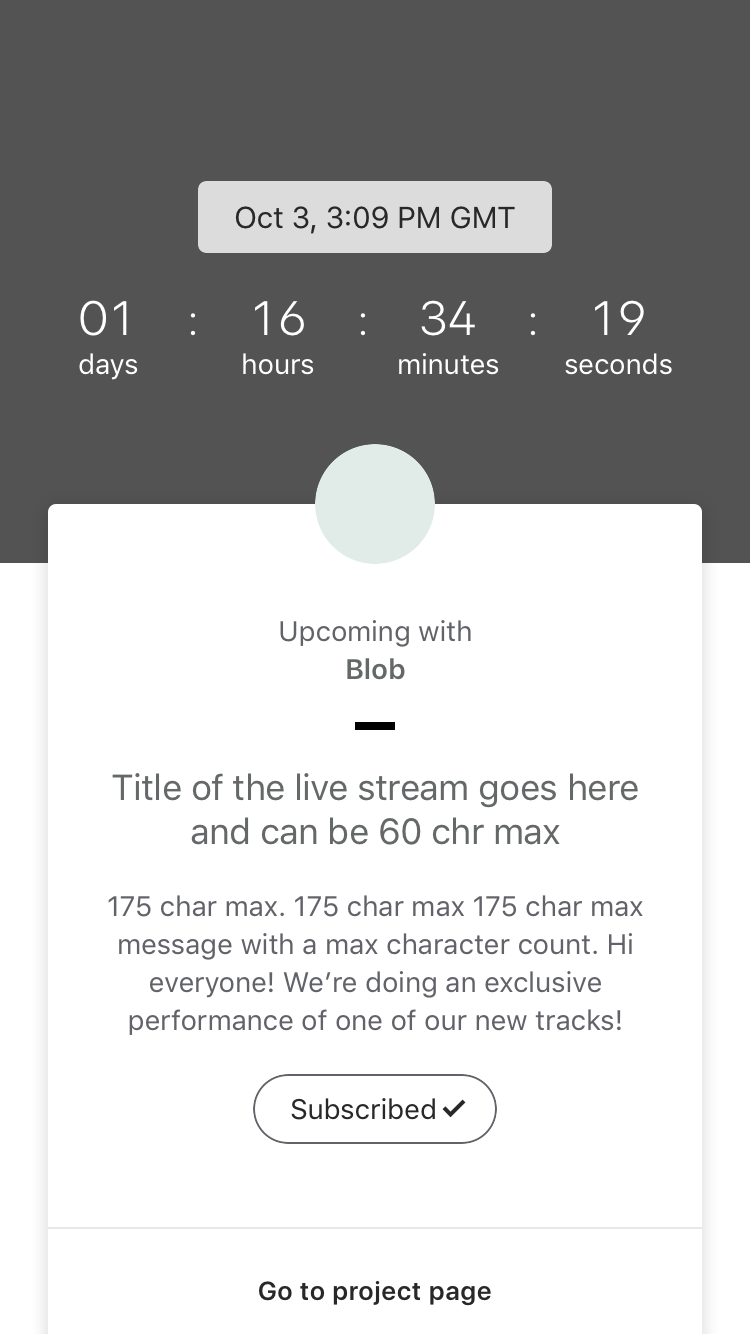 Oct 3, 3:09 PM GMT
01 : 16 : 34 : 19
days hours minutes seconds
Upcoming with
Blob
Title of the live stream goes here
and can be 60 chr max
175 char max. 175 char max 175 char max
message with a max character count. Hi
everyone! We’re doing an exclusive
performance of one of our new tracks!
Subscribed
Go to project page